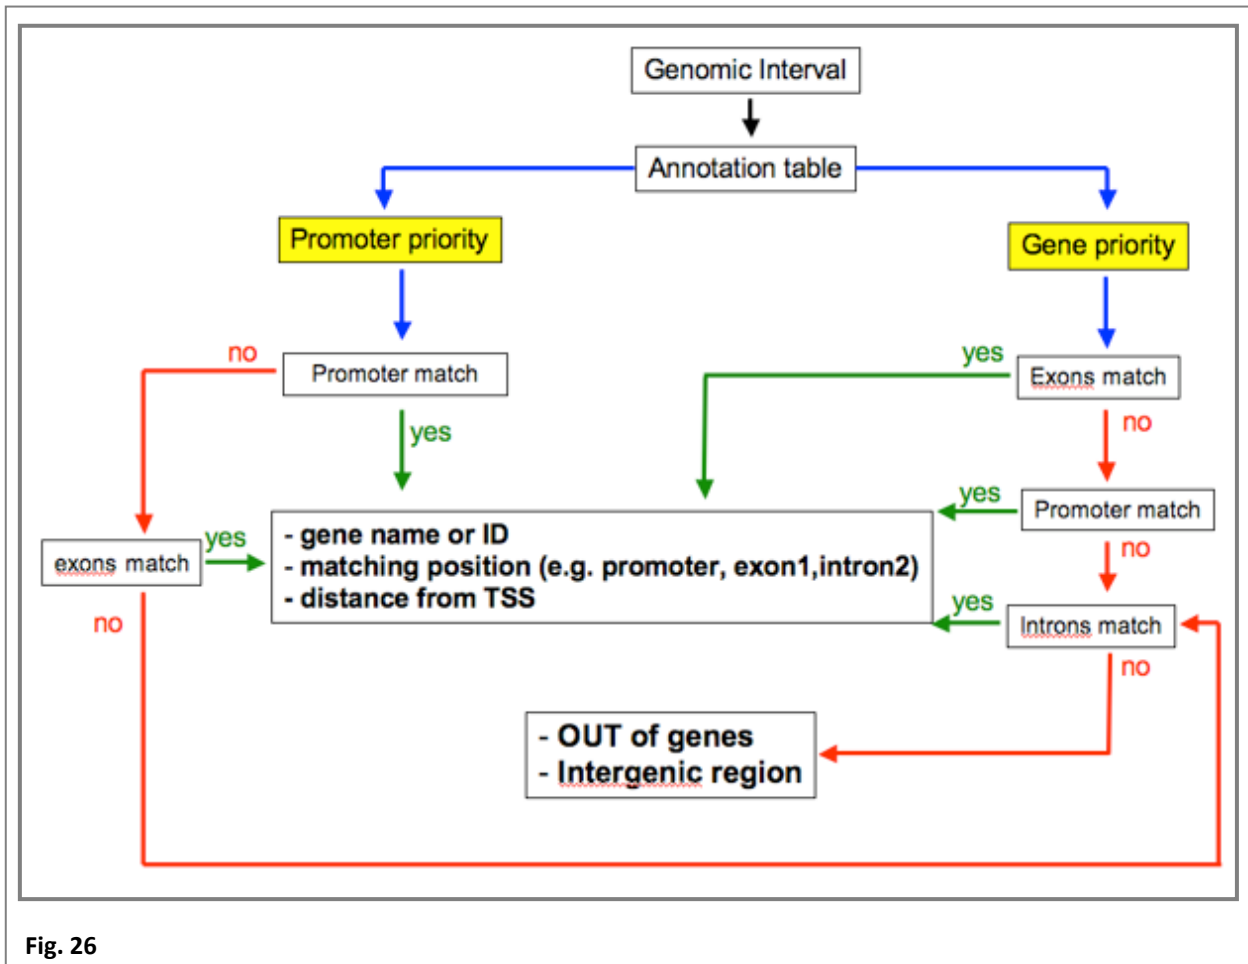 Genomic Interval
Annotation table
Promoter priority
Gene priority
no
Promoter match
yes
yes
Exons match
no
yes
Promoter match
no
exons match
yes
- gene name or ID
- matching position (e.g. promoter, exon1,intron2)
- distance from TSS
no
yes
Introns match
no
- OUT of genes
- Intergenic region
Fig. 26